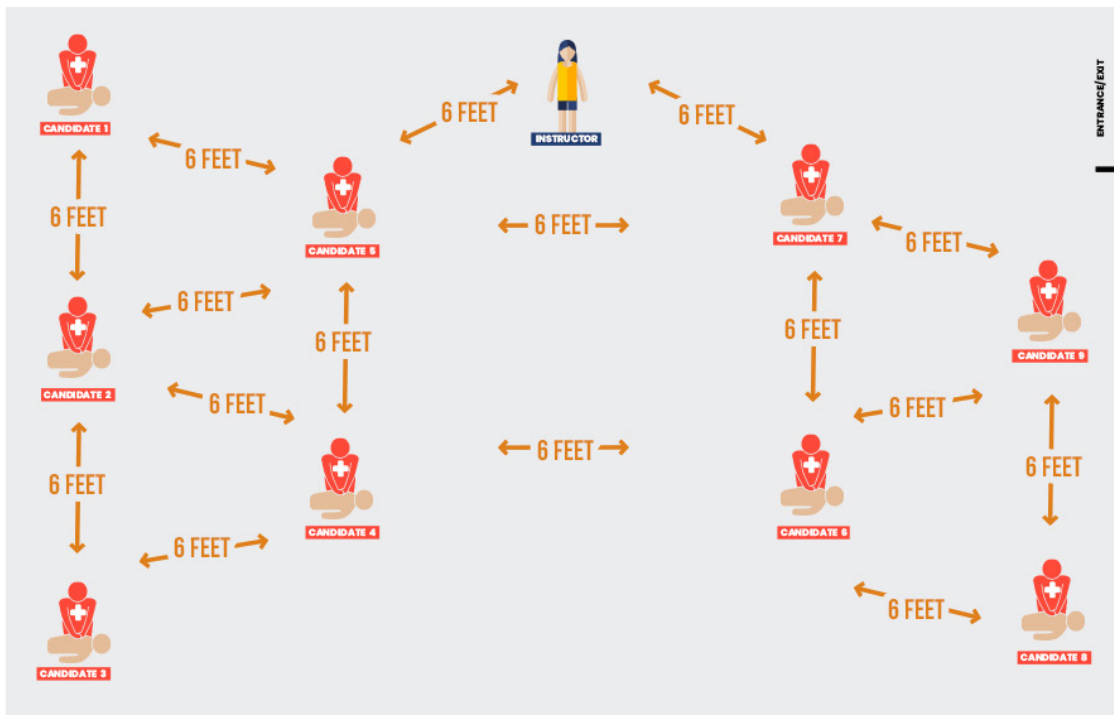 ENTRANCE/EXIT
CANDIDATE 1
6 FEET
6 FEET
INSTRUCTOR
6 FEET
6 FEET
6 FEET
CANDIDATE 5
6 FEET
CANDIDATE 7
6 FEET
6 FEET
CANDIDATE 2
6 FEET
6 FEET
CANDIDATE 9
6 FEET
6 FEET
6 FEET
6 FEET
6 FEET
CANDIDATE 4
CANDIDATE 6
6 FEET
6 FEET
CANDIDATE 3
CANDIDATE 8